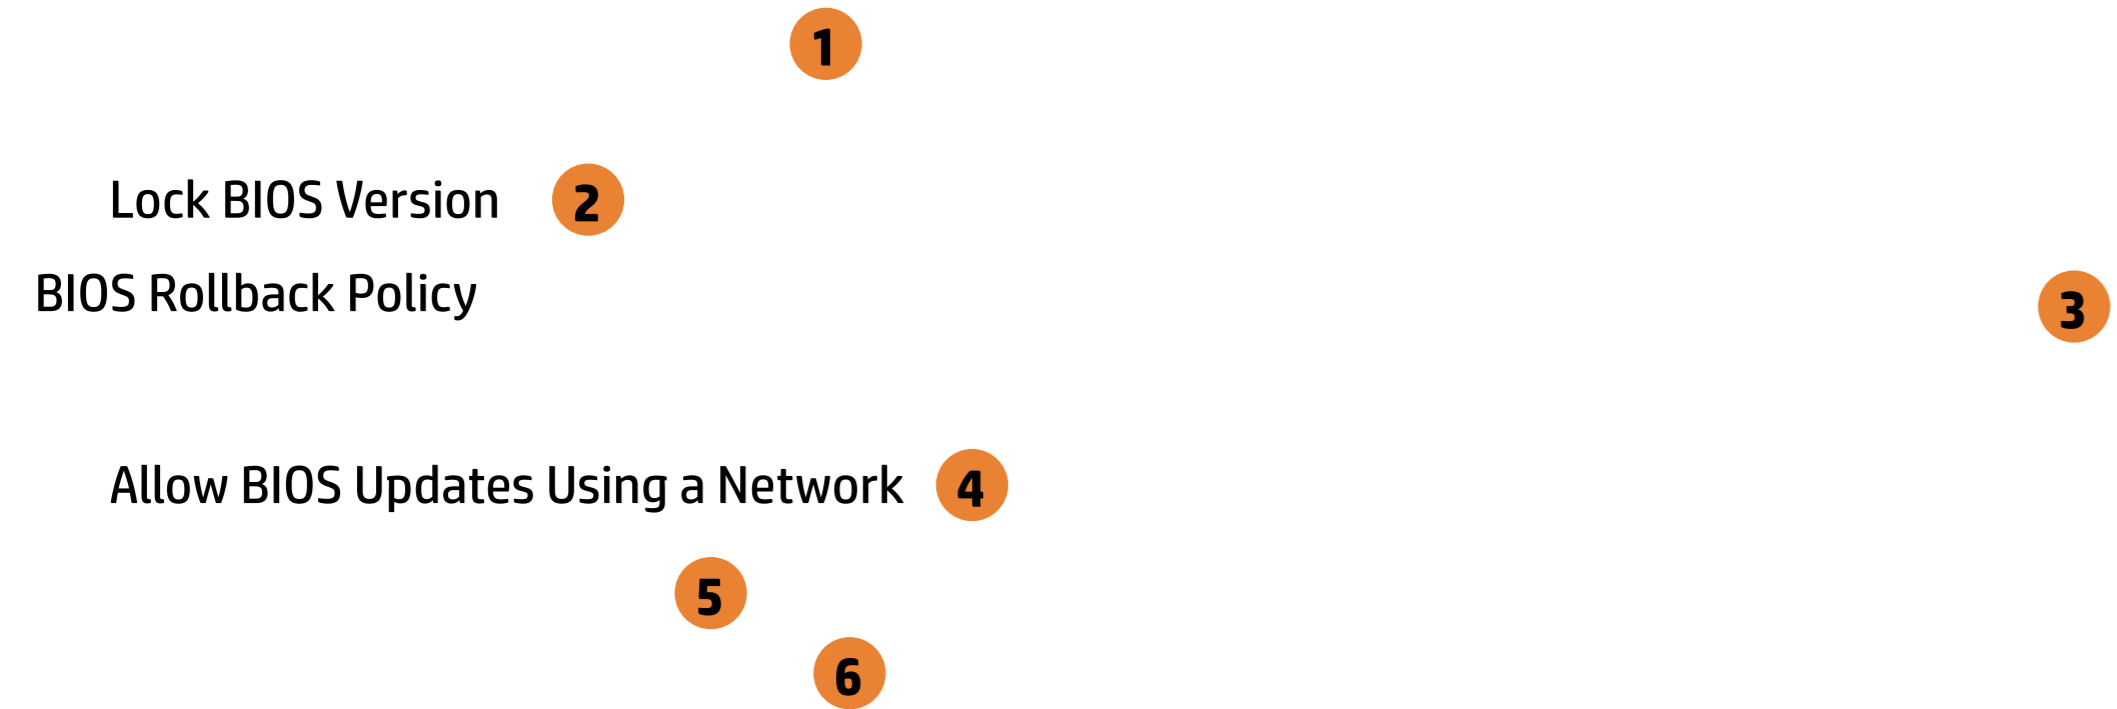 1
Lock BIOS Version 2
BIOS Rollback Policy 3
Allow BIOS Updates Using a Network 4
5
6